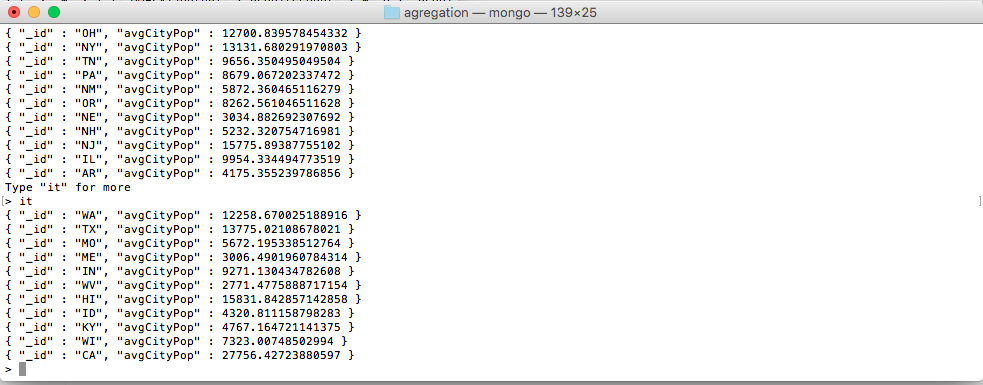 agregation — mongo — 139×25
{ "_id" : "OH", "avgCityPop" : 12700.839578454332 }
{ "_id" : "NY", "avgCityPop" : 13131.680291970803 }
{ "_id" : "TN", "avgCityPop" : 9656.350495049504 }
{ "_id" : "PA", "avgCityPop" : 8679.067202337472 }
{ "_id" : "NM", "avgCityPop" : 5872.360465116279 }
{ "_id" : "OR", "avgCityPop" : 8262.561046511628 }
{ "_id" : "NE", "avgCityPop" : 3034.882692307692 }
{ "_id" : "NH", "avgCityPop" : 5232.320754716981 }
{ "_id" : "NJ", "avgCityPop" : 15775.89387755102 }
{ "_id" : "IL", "avgCityPop" : 9954.334494773519 }
{ "_id" : "AR", "avgCityPop" : 4175.355239786856 }
Type "it" for more
[> it ]
{ "_id" : "WA", "avgCityPop" : 12258.670025188916 }
{ "_id" : "TX", "avgCityPop" : 13775.02108678021 }
{ "_id" : "MO", "avgCityPop" : 5672.195338512764 }
{ "_id" : "ME", "avgCityPop" : 3006.4901960784314 }
{ "_id" : "IN", "avgCityPop" : 9271.130434782608 }
{ "_id" : "WV", "avgCityPop" : 2771.4775888717154 }
{ "_id" : "HI", "avgCityPop" : 15831.842857142858 }
{ "_id" : "ID", "avgCityPop" : 4320.811158798283 }
{ "_id" : "KY", "avgCityPop" : 4767.164721141375 }
{ "_id" : "WI", "avgCityPop" : 7323.00748502994 }
{ "_id" : "CA", "avgCityPop" : 27756.42723880597 }
>